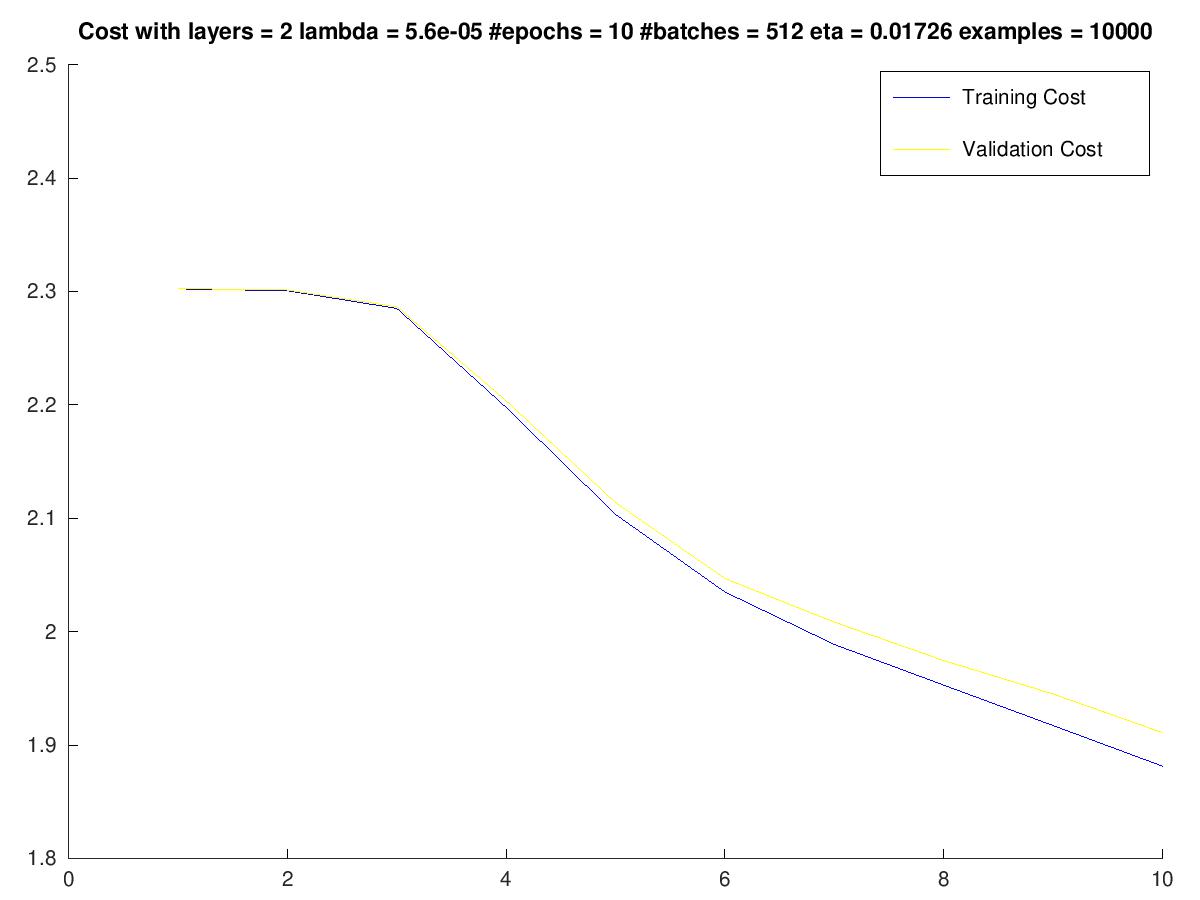 Cost with layers = 2 lambda = 5.6e-05 #epochs = 10 #batches = 512 eta = 0.01726 examples = 10000
2.5
Training Cost
Validation Cost
2.4
2.3
2.2
2.1
2
1.9
1.8
0 2 4 6 8 10